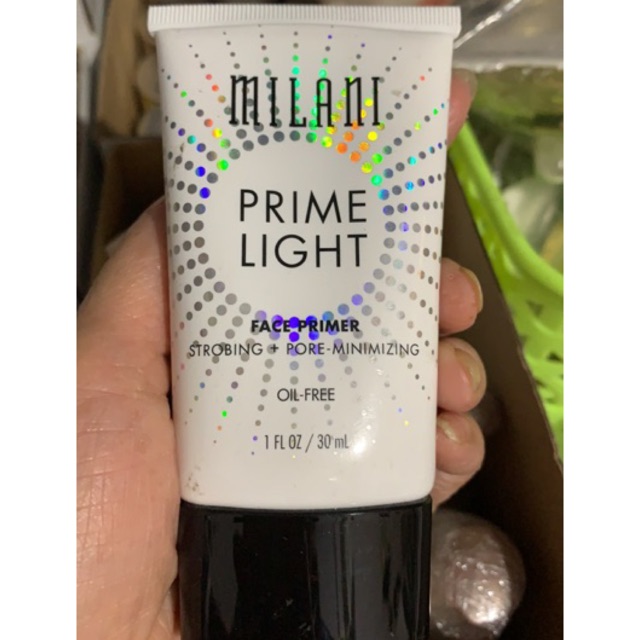 MILANI
PRIME
LIGHT
FACE PRIMER
STROBING + PORE-MINIMIZING
OIL-FREE
1 FL OZ / 30 mL